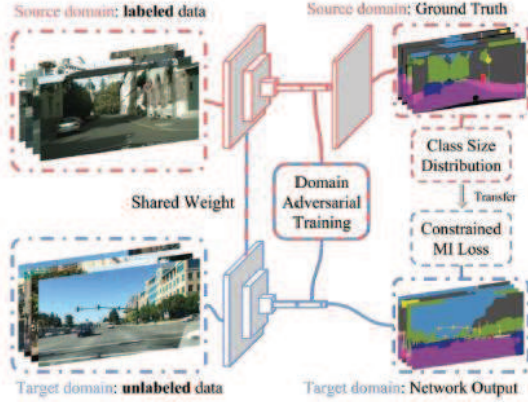 Source domain: labeled data
Source domain: Ground Truth
Class Size
Distribution
Domain
Adversarial
Training
Shared Weight
Transfer
Constrained
MI Loss
Target domain: unlabeled data
Target domain: Network Output